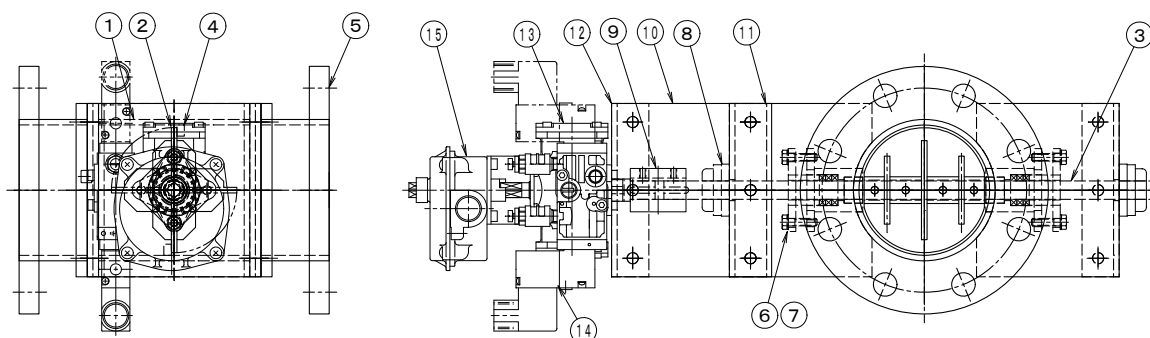 ① ② ④ ⑤ ⑮ ⑬ ⑫ ⑨ ⑩ ⑧ ⑪ ③
⑥ ⑦
⑭